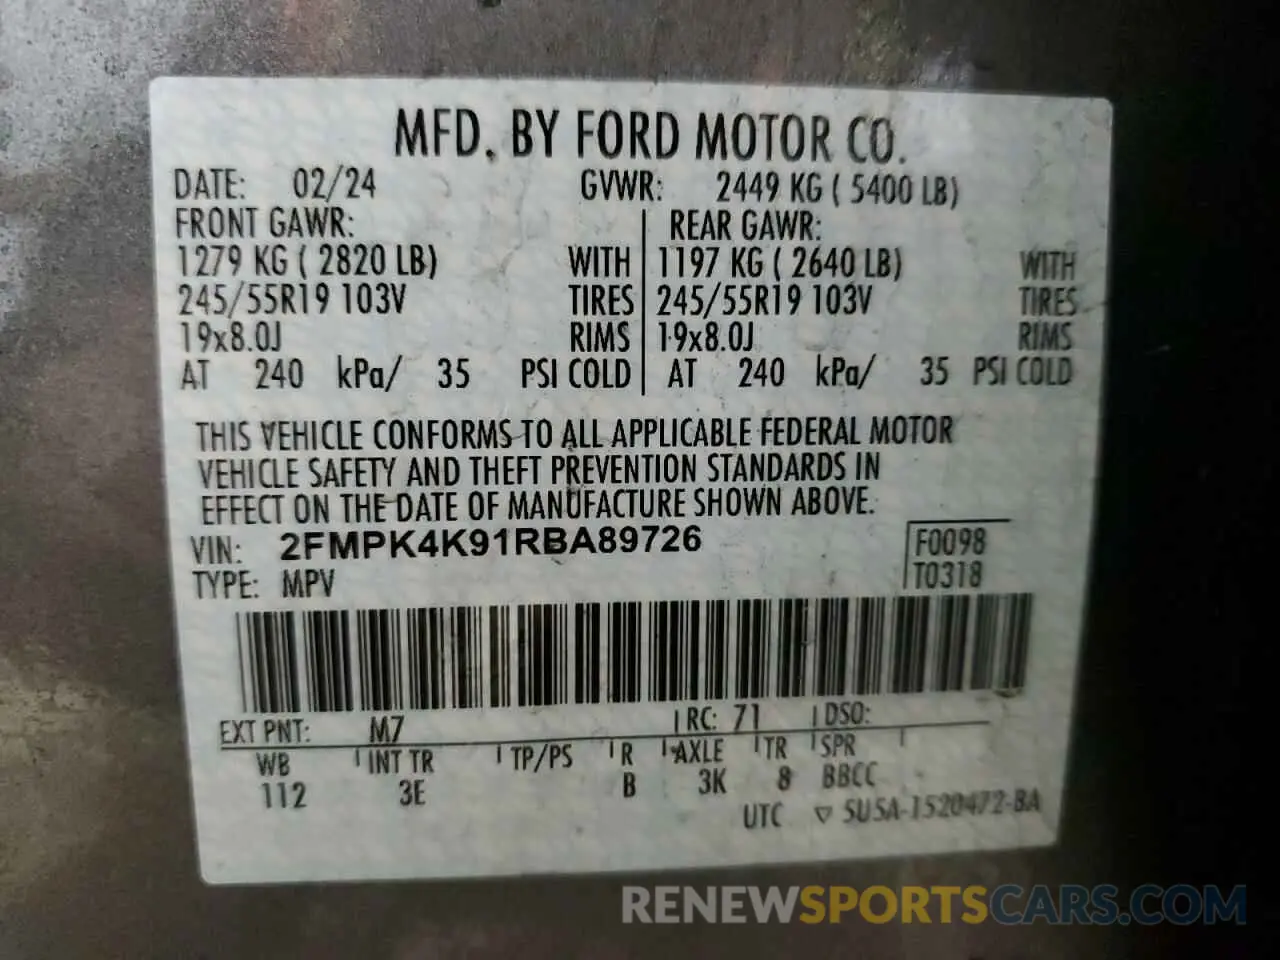 MFD. BY FORD MOTOR CO.
DATE: 02/24 GVWR: 2449 KG ( 5400 LB)
FRONT GAWR: REAR GAWR:
1279 KG ( 2820 LB) WITH 1197 KG ( 2640 LB) WITH
245/55R19 103V TIRES 245/55R19 103V TIRES
19x8.0J RIMS 19x8.0J RIMS
AT 240 kPa/ 35 PSI COLD AT 240 kPa/ 35 PSI COLD
THIS VEHICLE CONFORMS TO ALL APPLICABLE FEDERAL MOTOR
VEHICLE SAFETY AND THEFT PREVENTION STANDARDS IN
EFFECT ON THE DATE OF MANUFACTURE SHOWN ABOVE.
VIN: 2FMPK4K91RBA89726 F0098
TYPE: MPV T0318
EXT PNT: M7 RC: 71 DSO:
WB INT TR TP/PS R AXLE TR SPR
112 3E B 3K 8 BBCC
UTC ▽ SU5A-1520472-BA
RENEWSPORTSCARS.COM